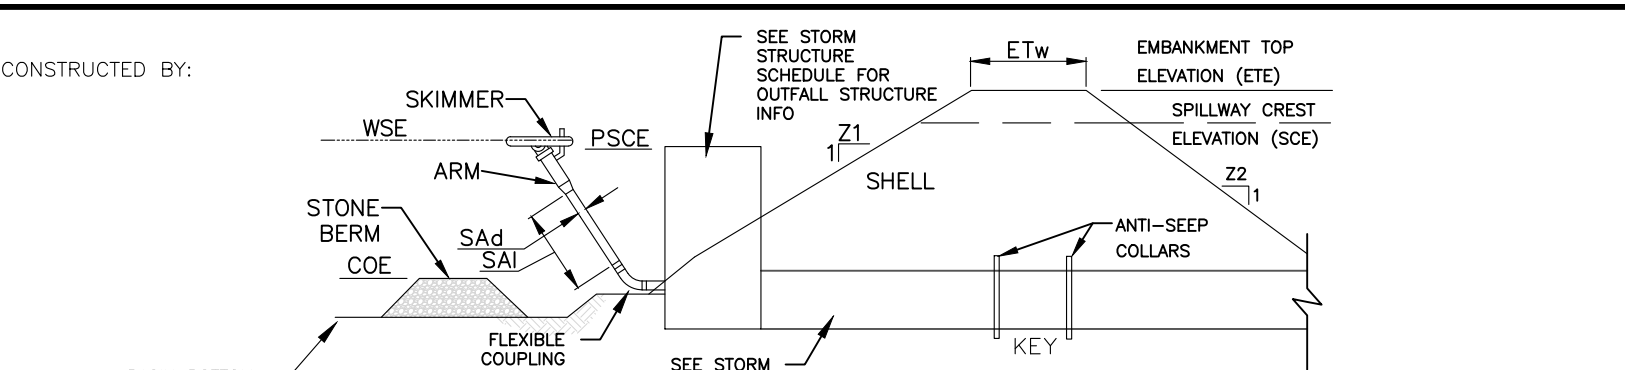 CONSTRUCTED BY:
SEE STORM
STRUCTURE
SCHEDULE FOR
OUTFALL STRUCTURE
INFO
ETw
EMBANKMENT TOP
ELEVATION (ETE)
SPILLWAY CREST
ELEVATION (SCE)
SKIMMER
WSE
PSCE
Z1
1
ARM
SHELL
Z2
1
STONE
BERM
SAd
SAl
COE
ANTI-SEEP
COLLARS
FLEXIBLE
COUPLING
KEY
SEE STORM